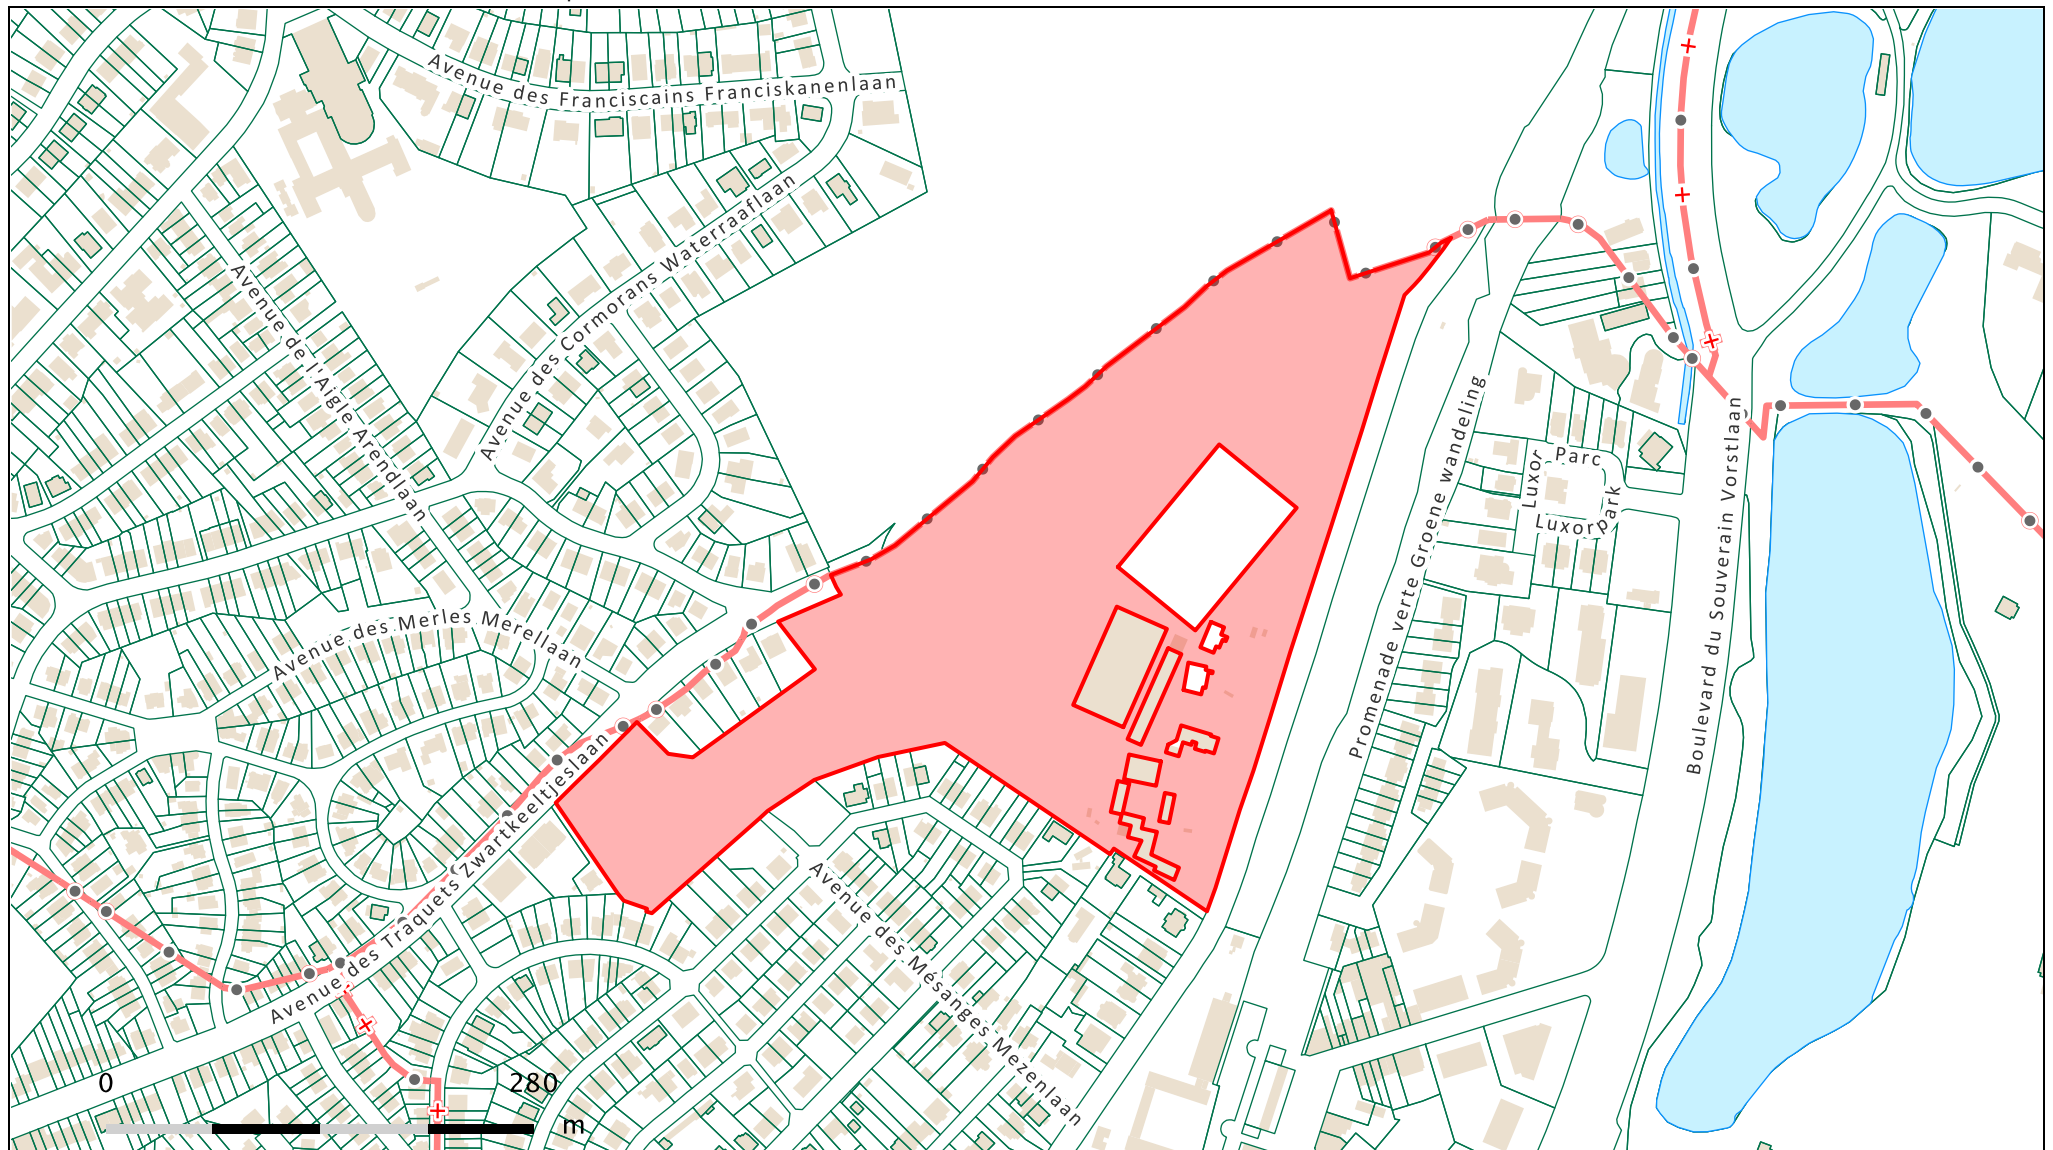 Avenue des Franciscains Franciskanenlaan
Avenue des Cormorans Waterraaflaan
Avenue de l'Aigle Arendlaan
Avenue des Merles Merellaan
Avenue des Traquets Zwartkeeltjeslaan
Avenue des Mésanges Mezenlaan
Promenade verte Groene wandeling
Luxor Parc
Luxorpark
Boulevard du Souverain Vorstlaan
0 280
m